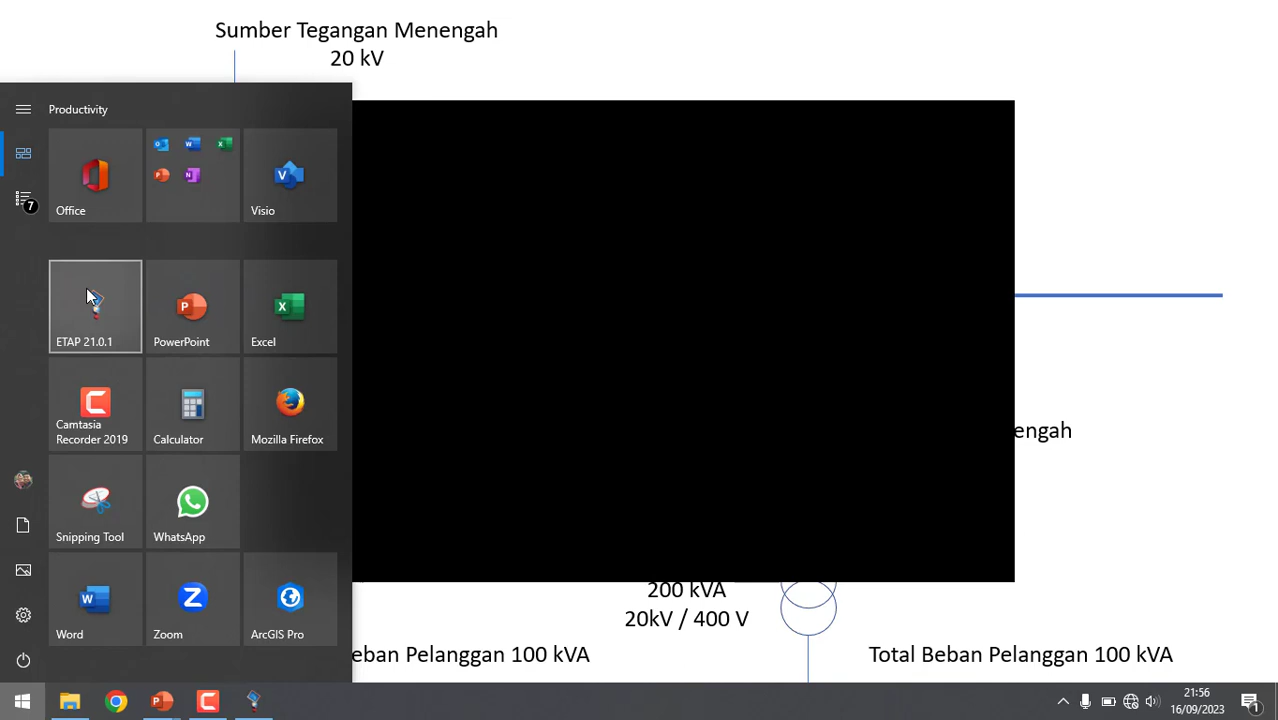 Sumber Tegangan Menengah
20 kV
Productivity
Office
Visio
7
ETAP 21.0.1
PowerPoint
Excel
Camtasia
Recorder 2019
Calculator
Mozilla Firefox
engah
Snipping Tool
WhatsApp
200 kVA
20kV / 400 V
Word
Zoom
ArcGIS Pro
eban Pelanggan 100 kVA
Total Beban Pelanggan 100 kVA
21:56
16/09/2023
1